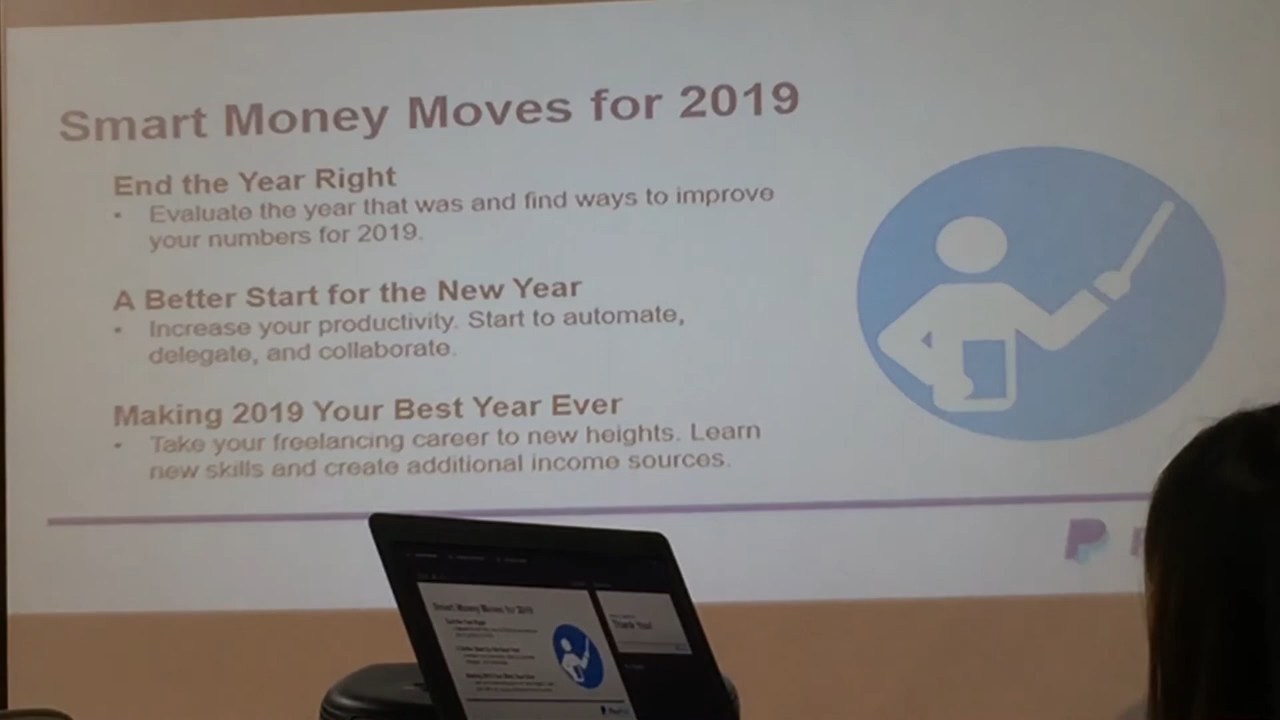 Smart Money Moves for 2019
End the Year Right
• Evaluate the year that was and find ways to improve
your numbers for 2019.
A Better Start for the New Year
• Increase your productivity. Start to automate,
delegate, and collaborate.
Making 2019 Your Best Year Ever
• Take your freelancing career to new heights. Learn
new skills and create additional income sources.
P
Smart Money Moves for 2019
Thank You!